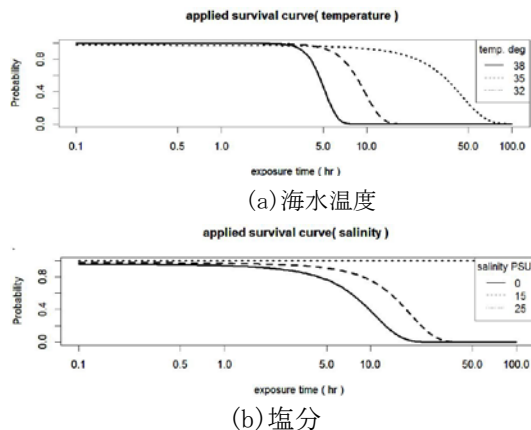 applied survival curve( temperature )
Probability
0.8
0.4
0.0
temp. deg
38
35
32
0.1 0.5 1.0 5.0 10.0 50.0 100.0
exposure time ( hr )
(a)海水温度
applied survival curve( salinity )
Probability
0.8
0.4
0.0
salinity PSU
0
15
25
0.1 0.5 1.0 5.0 10.0 50.0 100.0
exposure time ( hr )
(b)塩分